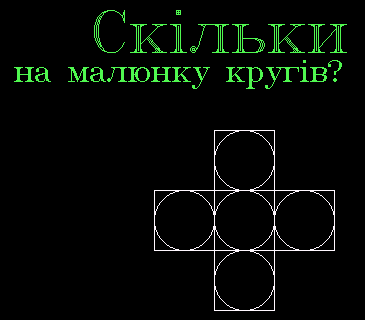 Скільки
на малюнку кругів?